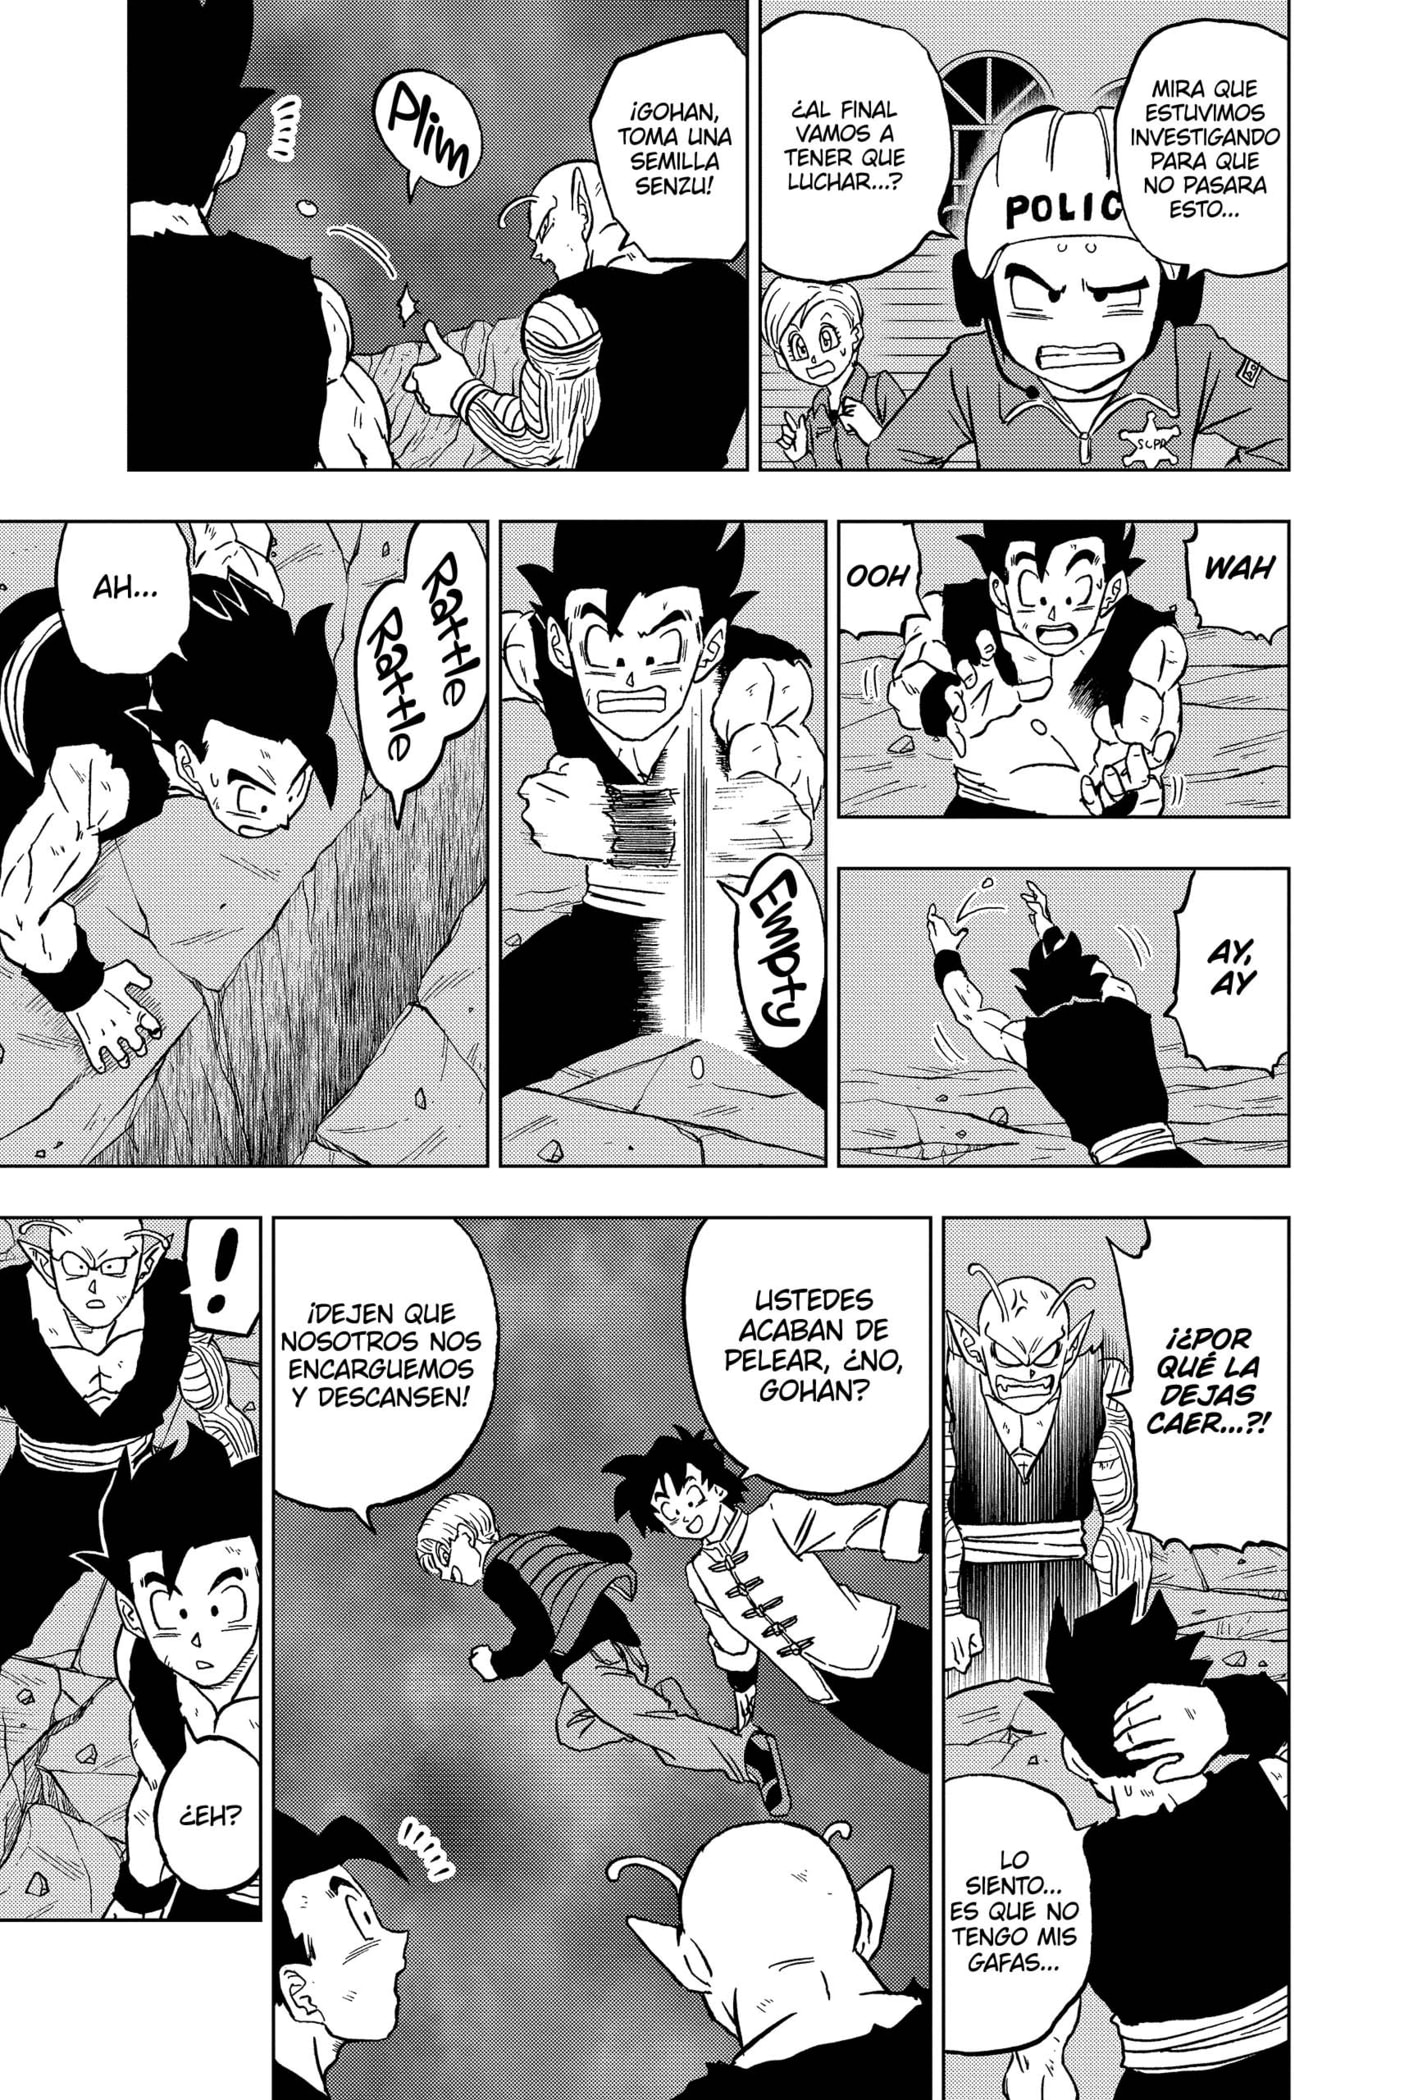 MIRA QUE
ESTUVIMOS
INVESTIGANDO
PARA QUE
NO PASARA
ESTO...
¿AL FINAL
VAMOS A
TENER QUE
LUCHAR...?
POLIC
SCPD
¡GOHAN,
TOMA UNA
SEMILLA
SENZU!
Plim
WAH
OOH
AY,
AY
Empty
Rattle
Rattle
AH...
¡¿POR
QUÉ LA
DEJAS
CAER...?!
LO
SIENTO...
ES QUE NO
TENGO MIS
GAFAS...
USTEDES
ACABAN DE
PELEAR, ¿NO,
GOHAN?
¡DEJEN QUE
NOSOTROS NOS
ENCARGUEMOS
Y DESCANSEN!
!
¿EH?